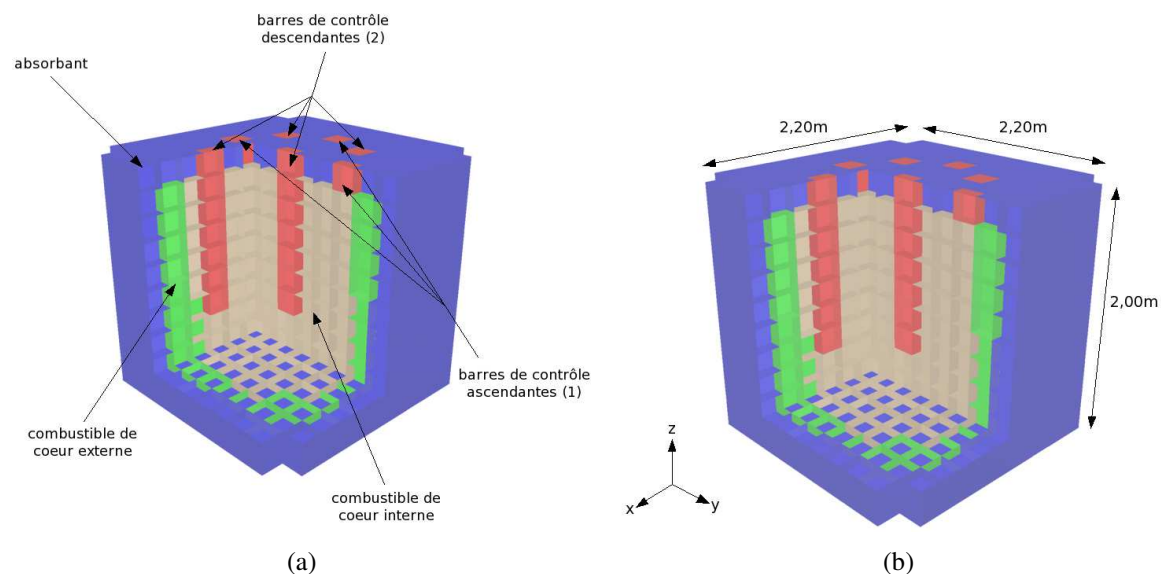 barres de contrôle
descendantes (2)
absorbant
barres de contrôle
ascendantes (1)
combustible de
coeur externe
combustible de
coeur interne
(a)
2,20m
2,20m
2,00m
z
x
y
(b)